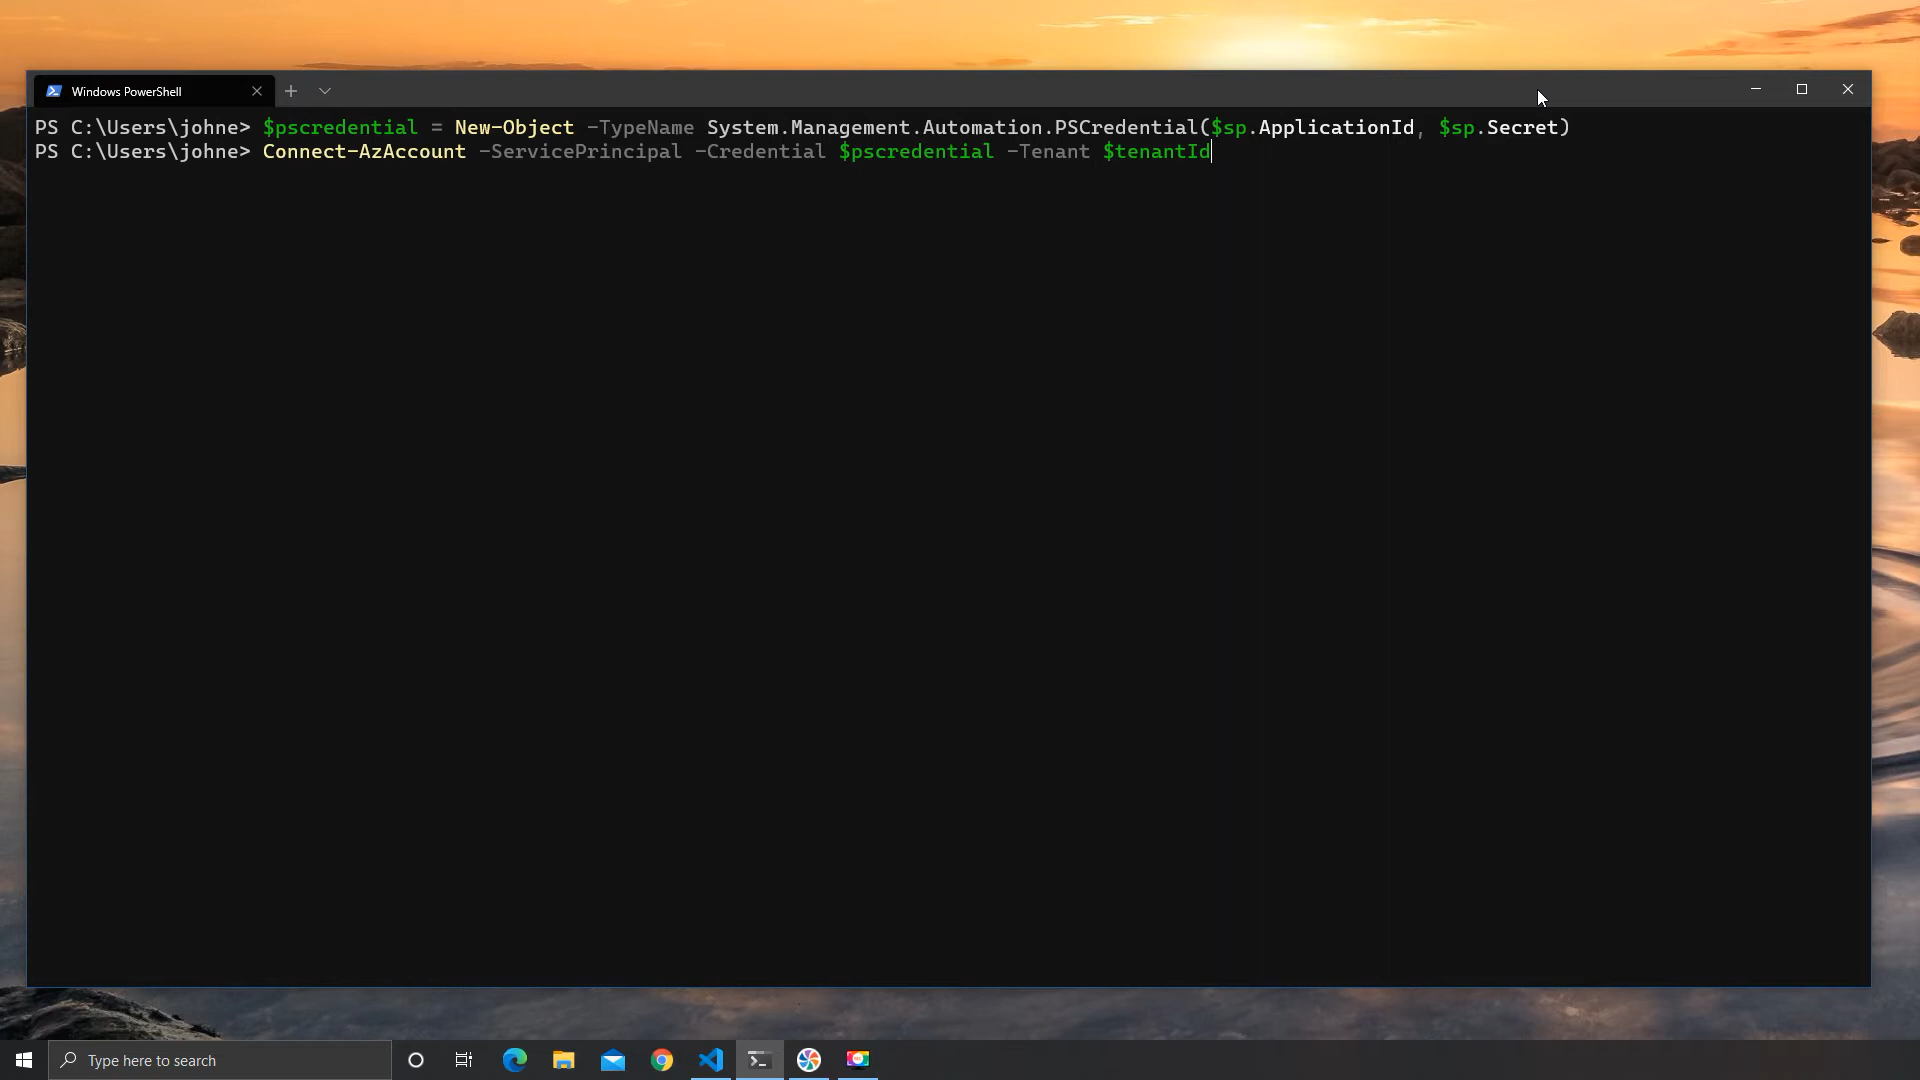 Windows PowerShell
PS C:\Users\johne> $pscredential = New-Object -TypeName System.Management.Automation.PSCredential($sp.ApplicationId, $sp.Secret)
PS C:\Users\johne> Connect-AzAccount -ServicePrincipal -Credential $pscredential -Tenant $tenantId
Type here to search